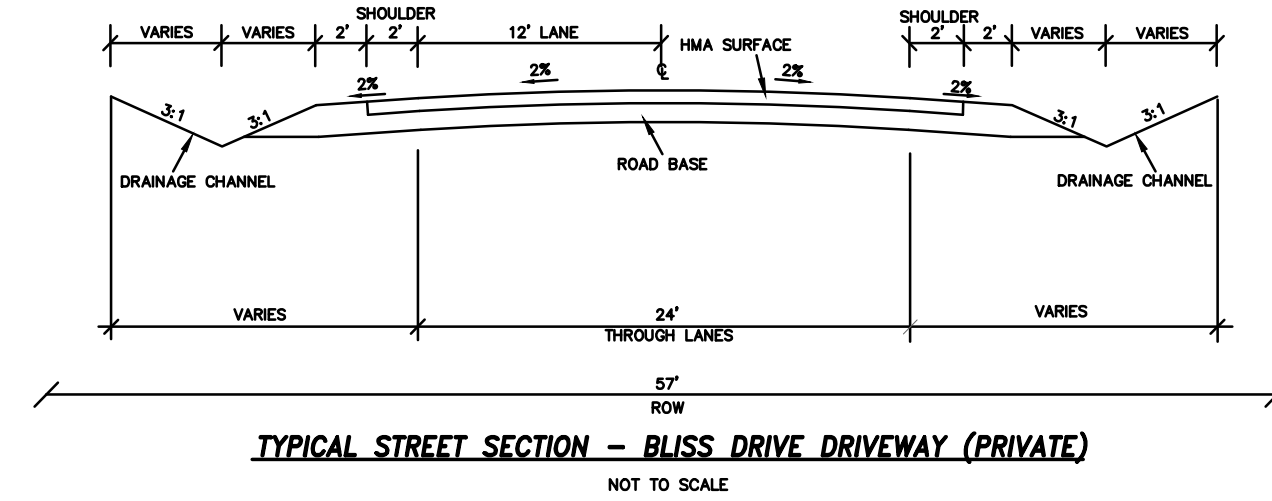 SHOULDER
SHOULDER
VARIES VARIES 2' 2' 12' LANE 2' 2' VARIES VARIES
HMA SURFACE
℄
2% 2% 2% 2%
3:1 3:1 3:1 3:1
ROAD BASE
DRAINAGE CHANNEL DRAINAGE CHANNEL
VARIES 24' VARIES
THROUGH LANES
57'
ROW
TYPICAL STREET SECTION – BLISS DRIVE DRIVEWAY (PRIVATE)
NOT TO SCALE